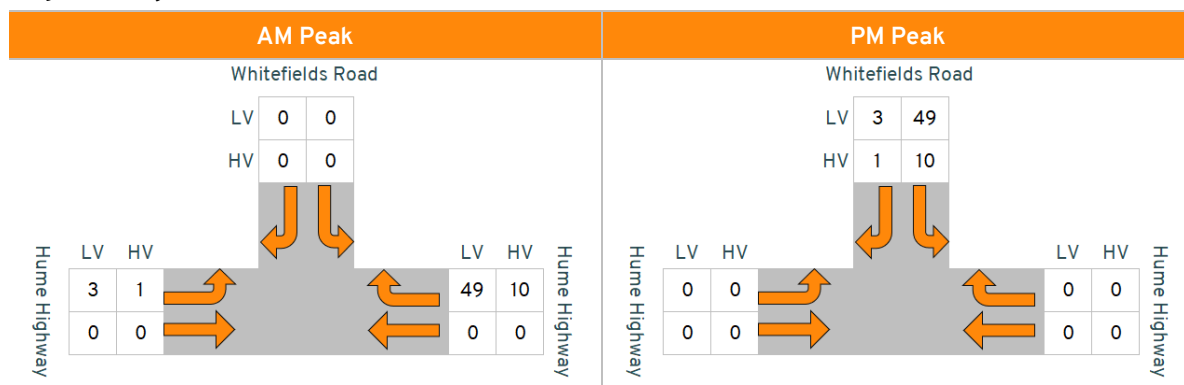 AM Peak PM Peak
Whitefields Road Whitefields Road
LV 0 0 LV 3 49
HV 0 0 HV 1 10
Hume Highway LV HV LV HV Hume Highway Hume Highway LV HV LV HV Hume Highway
3 1 49 10 0 0 0 0
0 0 0 0 0 0 0 0